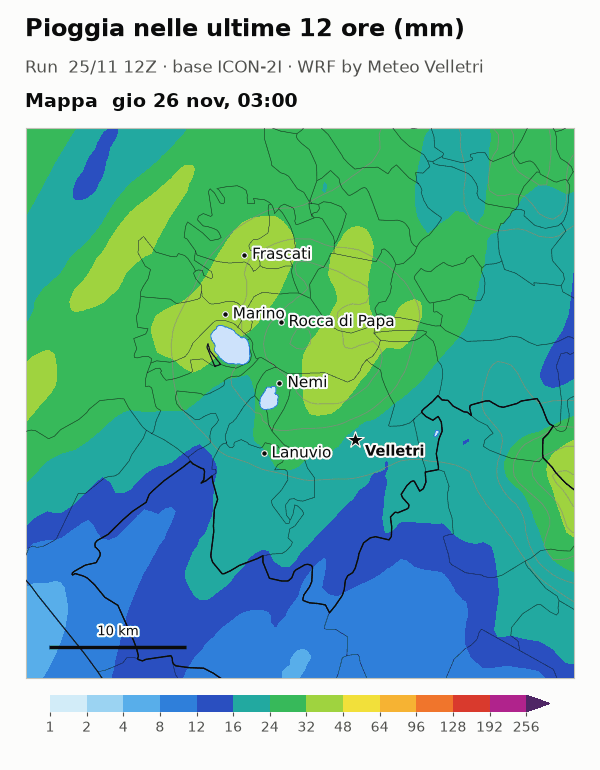 Pioggia nelle ultime 12 ore (mm)
Run  25/11 12Z · base ICON-2I · WRF by Meteo Velletri
Mappa  gio 26 nov, 03:00
Frascati
Marino
Rocca di Papa
Nemi
Velletri
Lanuvio
10 km
1 2 4 8 12 16 24 32 48 64 96 128 192 256